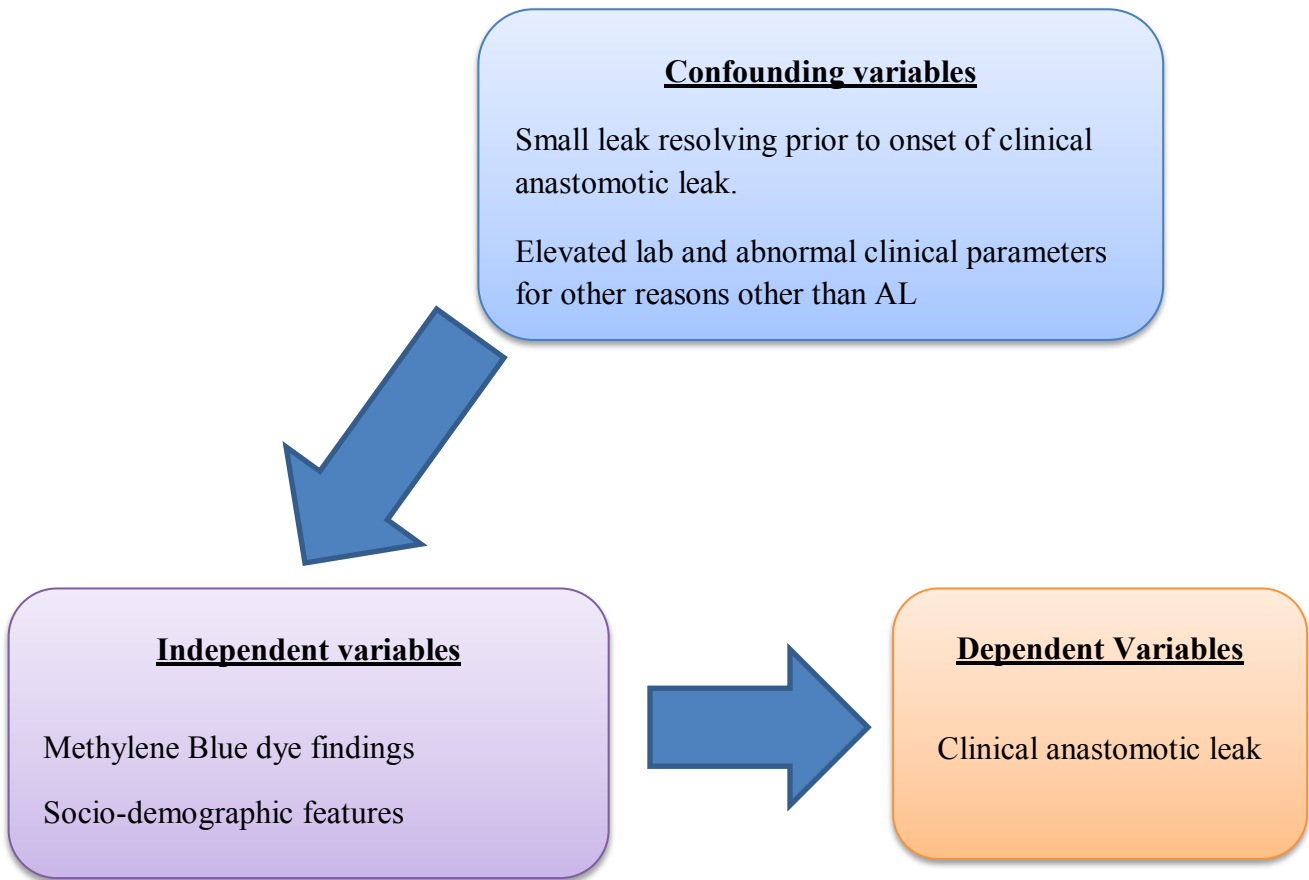 Confounding variables
Small leak resolving prior to onset of clinical
anastomotic leak.
Elevated lab and abnormal clinical parameters
for other reasons other than AL
Independent variables
Methylene Blue dye findings
Socio-demographic features
Dependent Variables
Clinical anastomotic leak